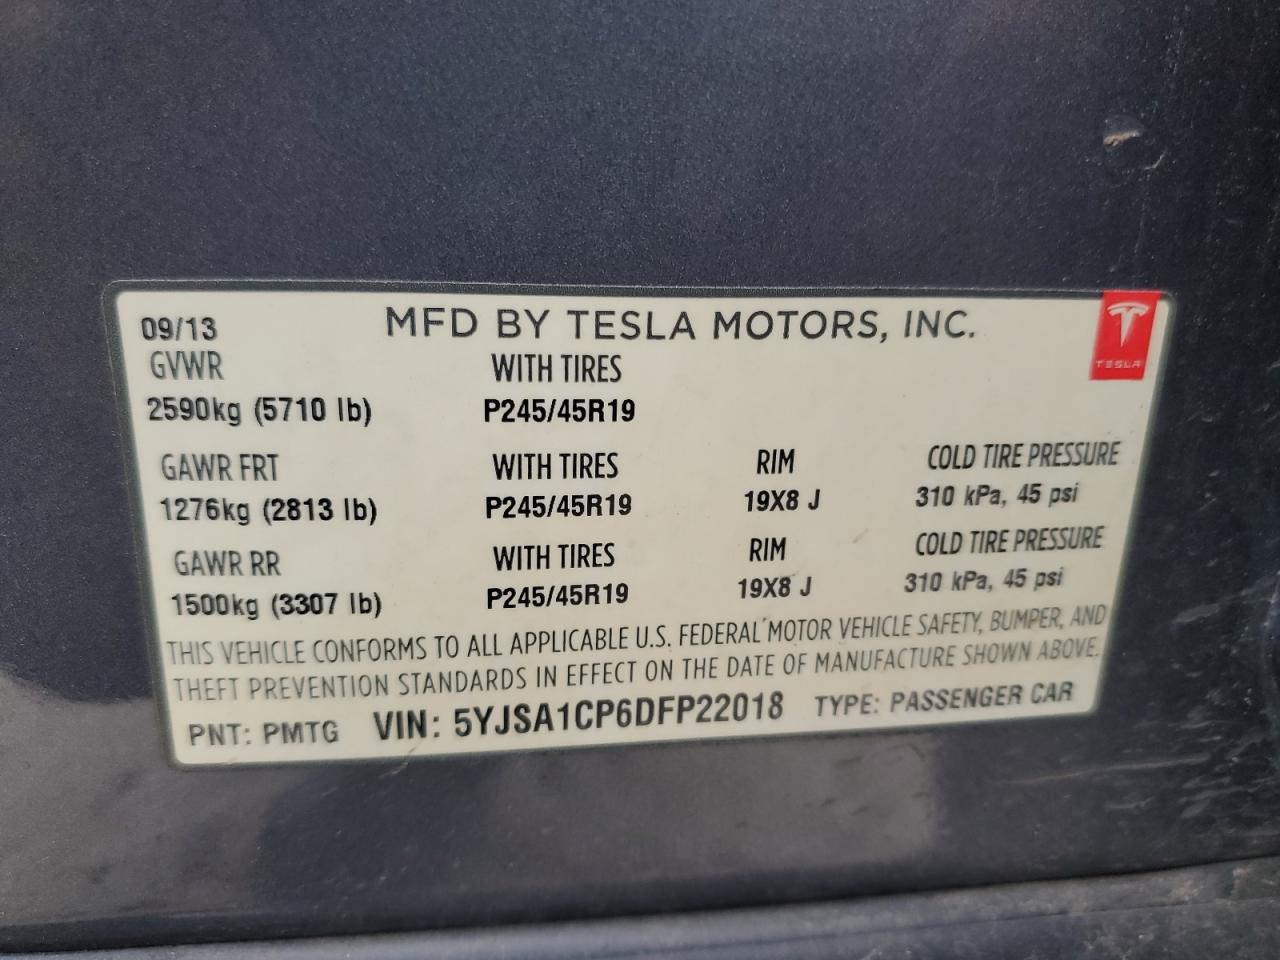 09/13 MFD BY TESLA MOTORS, INC.
TESLA
GVWR WITH TIRES
2590kg (5710 lb) P245/45R19
GAWR FRT WITH TIRES RIM COLD TIRE PRESSURE
1276kg (2813 lb) P245/45R19 19X8 J 310 kPa, 45 psi
GAWR RR WITH TIRES RIM COLD TIRE PRESSURE
1500kg (3307 lb) P245/45R19 19X8 J 310 kPa, 45 psi
THIS VEHICLE CONFORMS TO ALL APPLICABLE U.S. FEDERAL MOTOR VEHICLE SAFETY, BUMPER, AND
THEFT PREVENTION STANDARDS IN EFFECT ON THE DATE OF MANUFACTURE SHOWN ABOVE.
PNT: PMTG VIN: 5YJSA1CP6DFP22018 TYPE: PASSENGER CAR